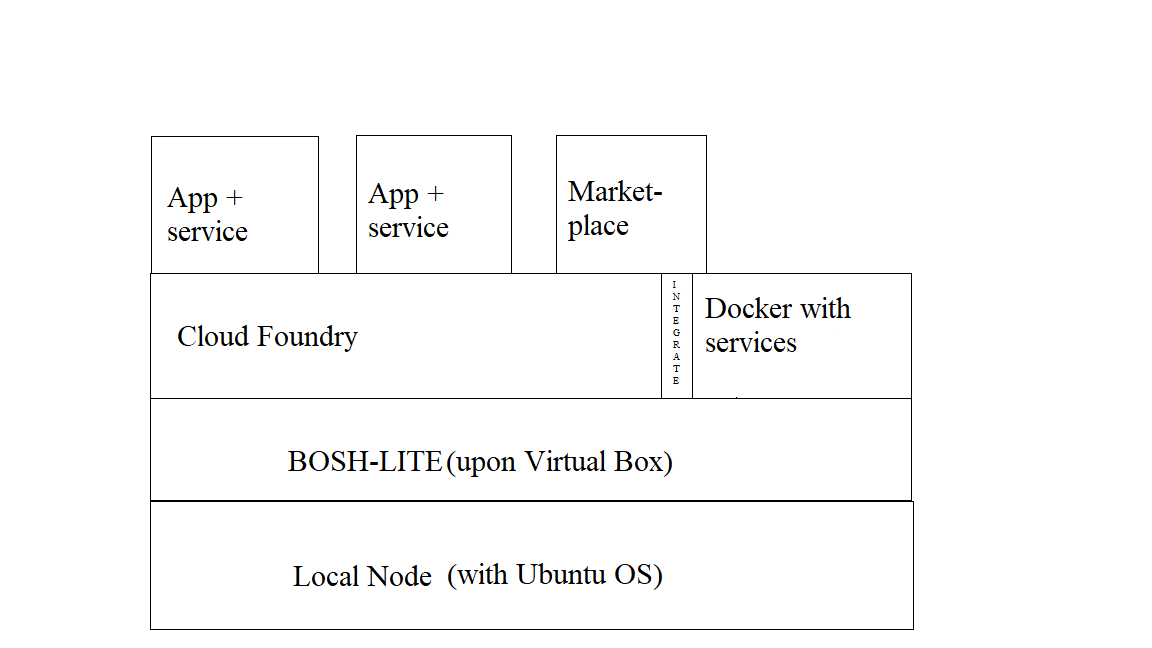 App +
service
App +
service
Market-
place
Cloud Foundry
INTEGRATE
Docker with
services
BOSH-LITE (upon Virtual Box)
Local Node (with Ubuntu OS)